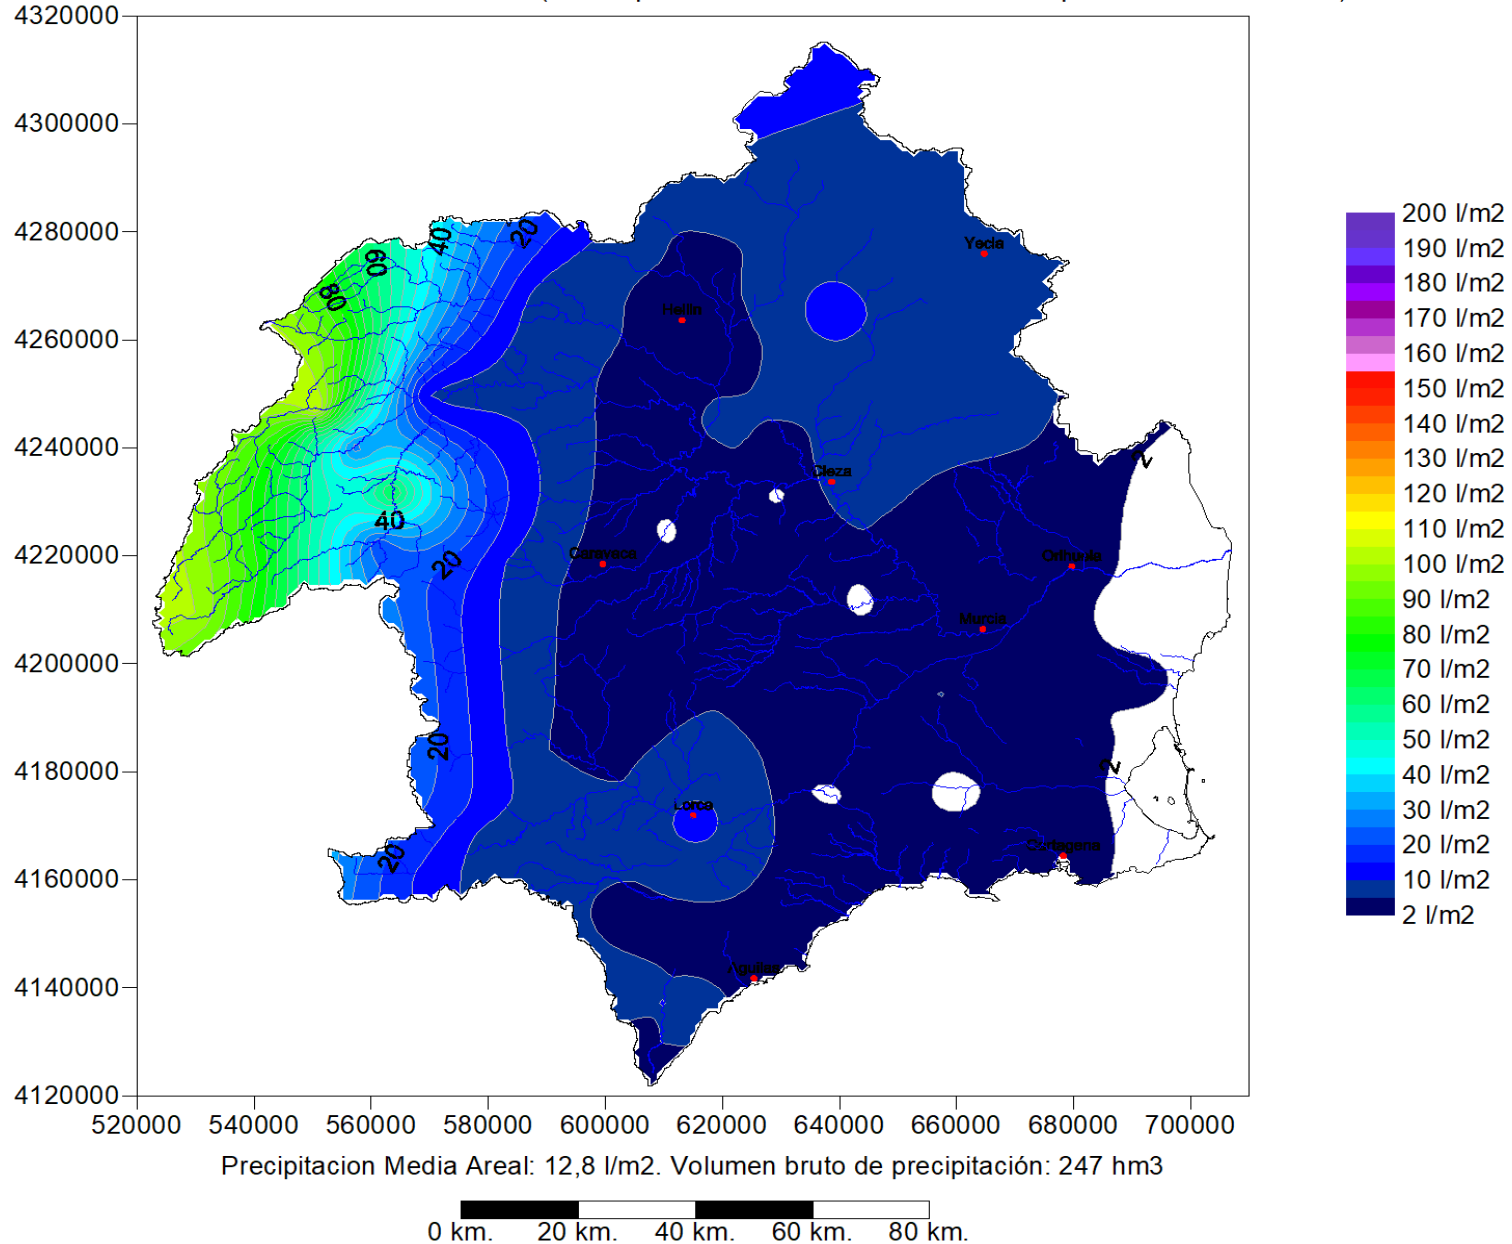 4320000
4300000
4280000
4260000
4240000
4220000
4200000
4180000
4160000
4140000
4120000
520000 540000 560000 580000 600000 620000 640000 660000 680000 700000
20
40
60
80
Yecla
Hellin
2
Cieza
40
20
Caravaca
Orihuela
Murcia
20
2
Lorca
20
Cartagena
Aguilas
200 l/m2
190 l/m2
180 l/m2
170 l/m2
160 l/m2
150 l/m2
140 l/m2
130 l/m2
120 l/m2
110 l/m2
100 l/m2
90 l/m2
80 l/m2
70 l/m2
60 l/m2
50 l/m2
40 l/m2
30 l/m2
20 l/m2
10 l/m2
2 l/m2
Precipitacion Media Areal: 12,8 l/m2. Volumen bruto de precipitación: 247 hm3
0 km. 20 km. 40 km. 60 km. 80 km.